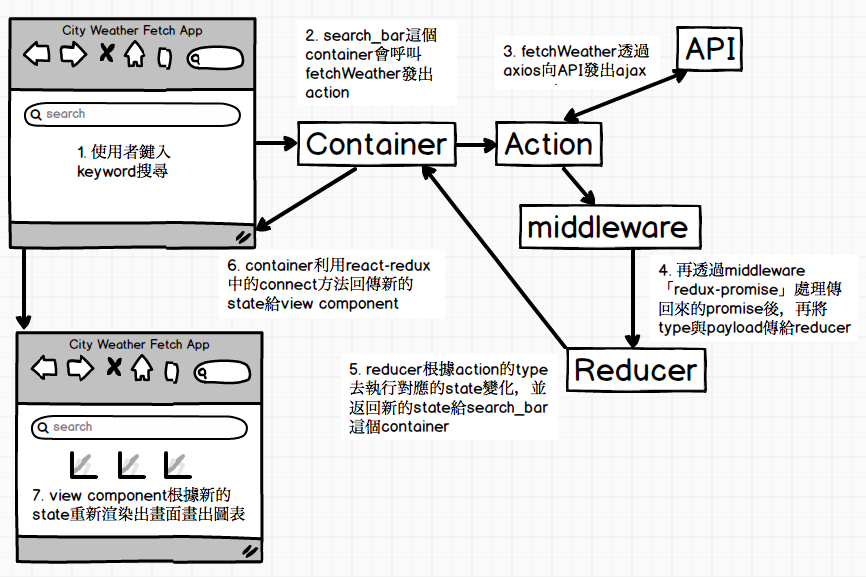 City Weather Fetch App
search
1. 使用者鍵入
keyword搜尋
2. search_bar這個
container會呼叫
fetchWeather發出
action
3. fetchWeather透過
axios向API發出ajax
API
Container
Action
middleware
4. 再透過middleware
「redux-promise」處理傳
回來的promise後，再將
type與payload傳給reducer
Reducer
5. reducer根據action的type
去執行對應的state變化，並
返回新的state給search_bar
這個container
6. container利用react-redux
中的connect方法回傳新的
state給view component
City Weather Fetch App
search
7. view component根據新的
state重新渲染出畫面畫出圖表